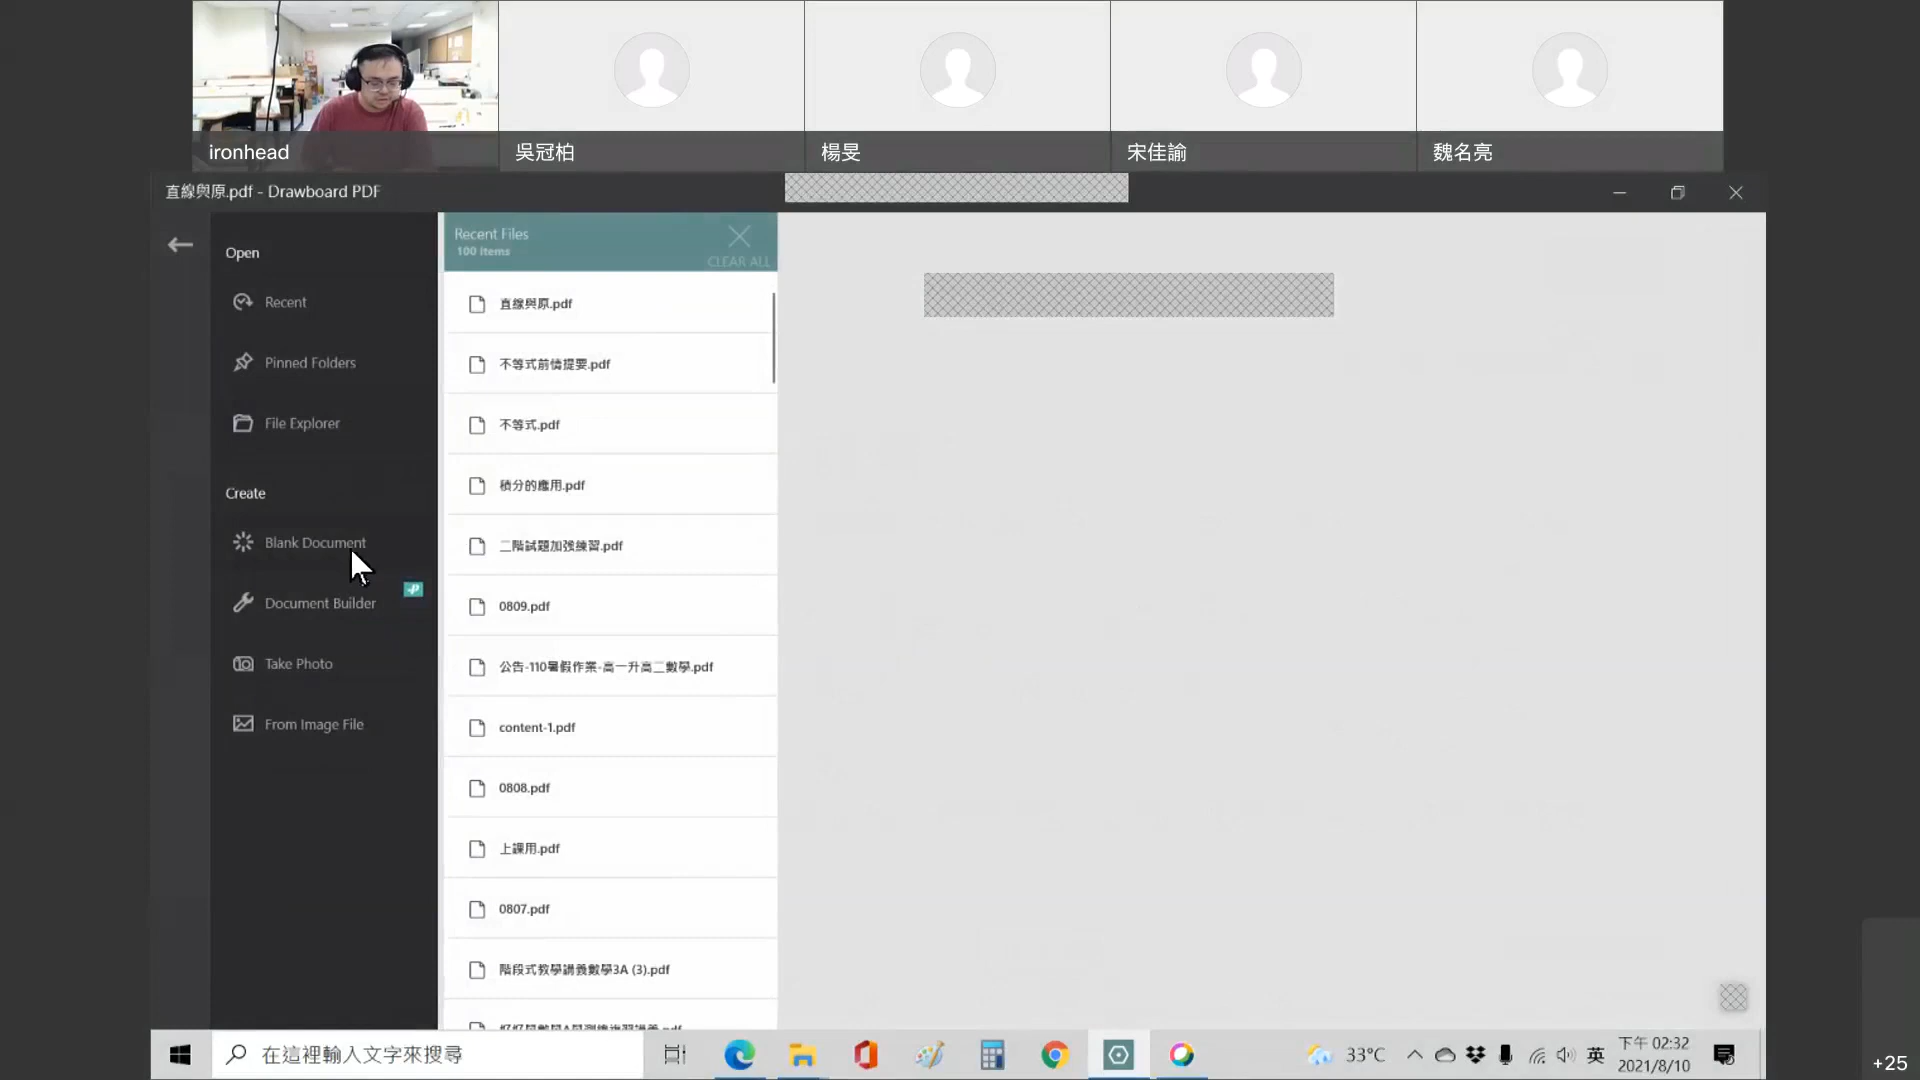 ironhead
吳冠柏
楊旻
宋佳諭
魏名亮
直線與原.pdf - Drawboard PDF
Open
Recent
Pinned Folders
File Explorer
Create
Blank Document
Document Builder
Take Photo
From Image File
Recent Files
100 items
CLEAR ALL
直線與原.pdf
不等式前情提要.pdf
不等式.pdf
積分的應用.pdf
二階試題加強練習.pdf
0809.pdf
公告-110暑假作業-高一升高二數學.pdf
content-1.pdf
0808.pdf
上課用.pdf
0807.pdf
階段式教學講義數學3A (3).pdf
在這裡輸入文字來搜尋
33°C
英
下午 02:32
2021/8/10
+25